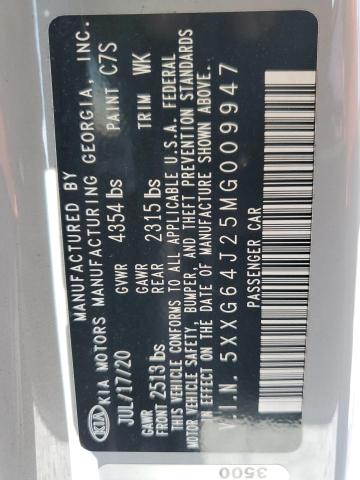 MANUFACTURED BY
KIA KIA MOTORS MANUFACTURING GEORGIA, INC.
JUL/17/20 GVWR 4354 lbs PAINT C7S
GAWR FRONT 2513 lbs GAWR REAR 2315 lbs TRIM WK
THIS VEHICLE CONFORMS TO ALL APPLICABLE U.S.A. FEDERAL
MOTOR VEHICLE SAFETY, BUMPER, AND THEFT PREVENTION STANDARDS
IN EFFECT ON THE DATE OF MANUFACTURE SHOWN ABOVE.
V.I.N. 5XXG64J25MG009947
PASSENGER CAR
3500